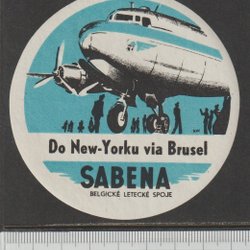 Do New-Yorku via Brusel
SABENA
BELGICKÉ LETECKÉ SPOJE